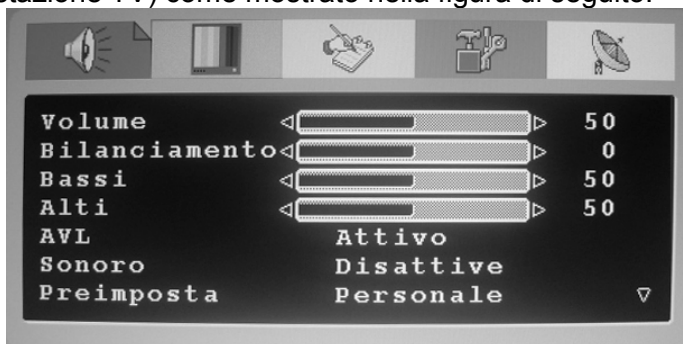 stazione TV) come mostrato nella figura di seguito:
Volume 50
Bilanciamento 0
Bassi 50
Alti 50
AVL Attivo
Sonoro Disattive
Preimposta Personale